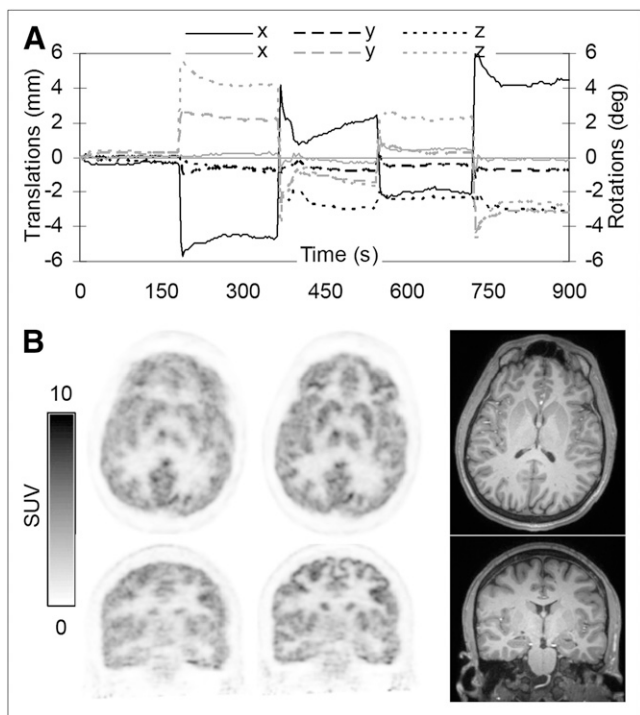 A
x y z
x y z
6 6
4 4
2 2
0 0
-2 -2
-4 -4
-6 -6
Translations (mm)
Rotations (deg)
Time (s)
0 150 300 450 600 750 900
B
10
SUV
0